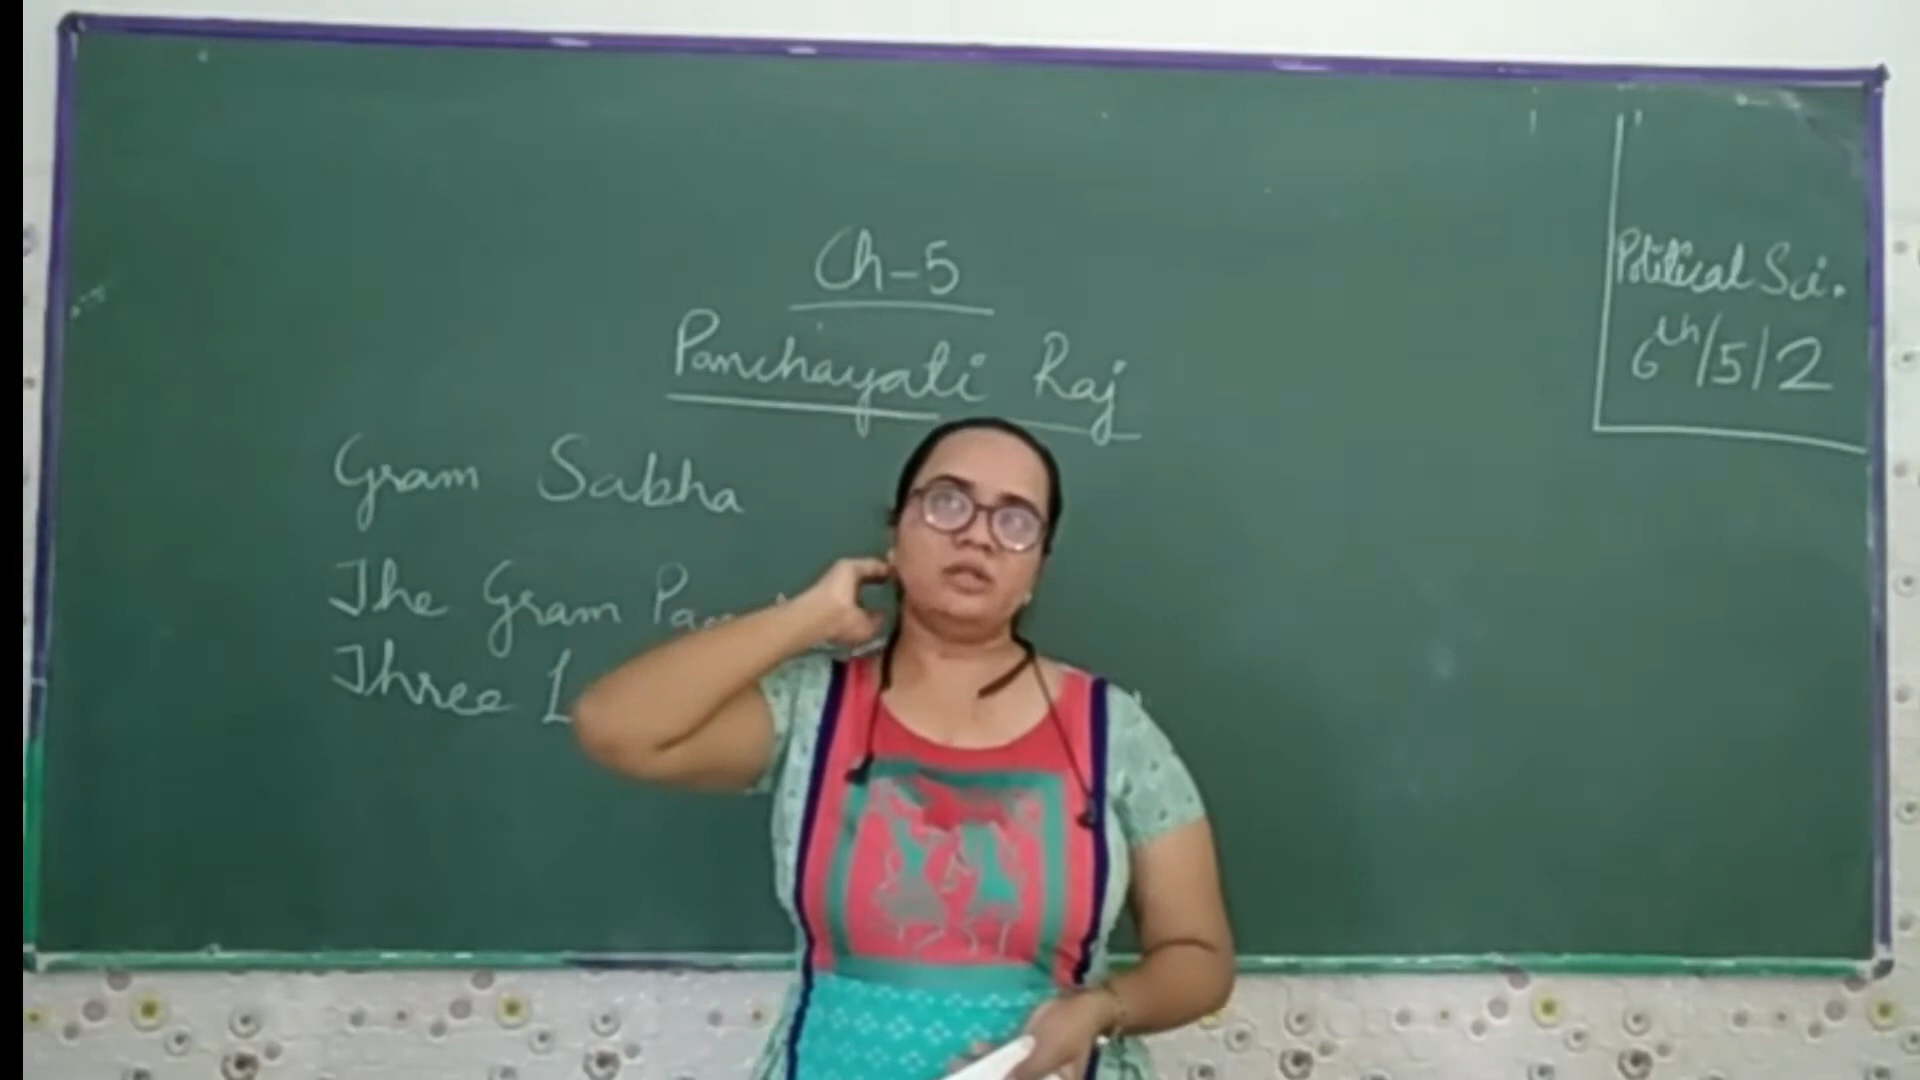 Ch-5
Panchayati Raj
Gram Sabha
The Gram
Three
Political Sci.
6th/5/2